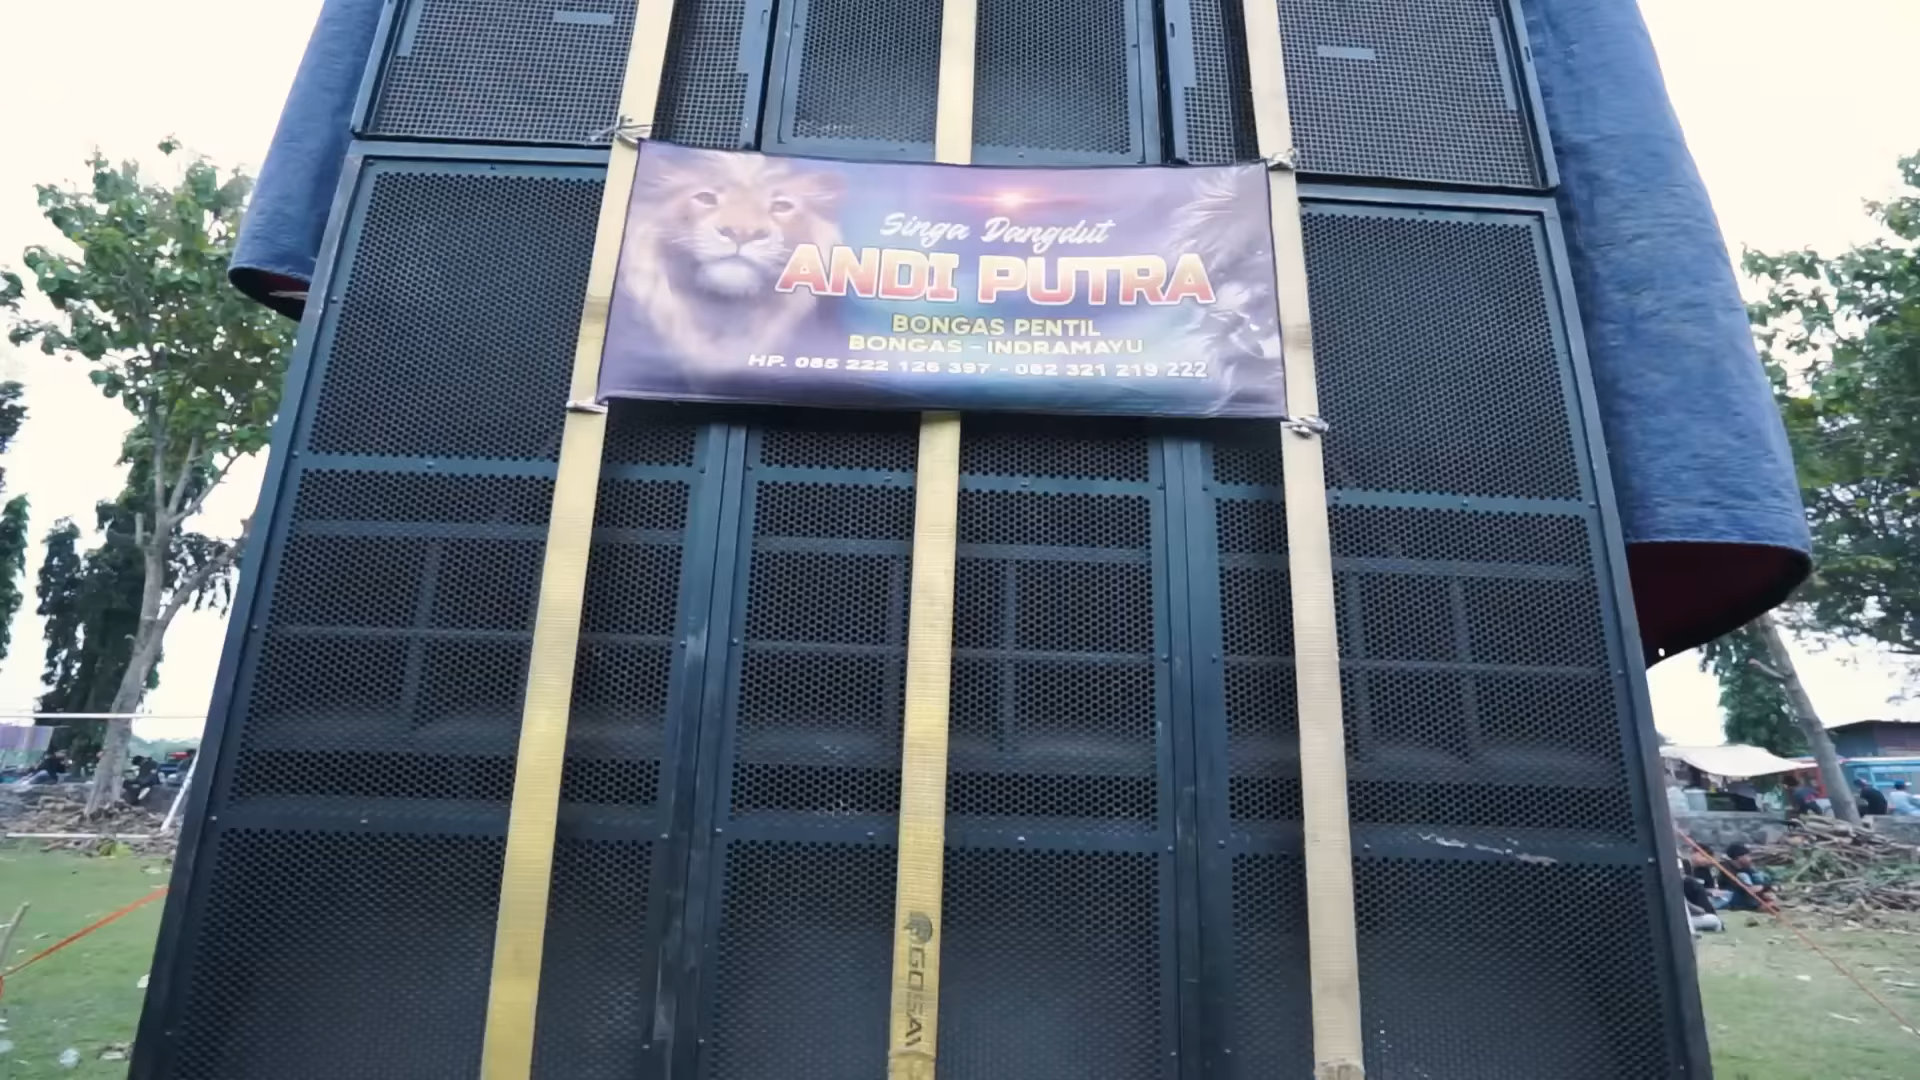 Singa Dangdut
ANDI PUTRA
BONGAS PENTIL
BONGAS - INDRAMAYU
HP. 085 222 126 397 - 082 321 219 222